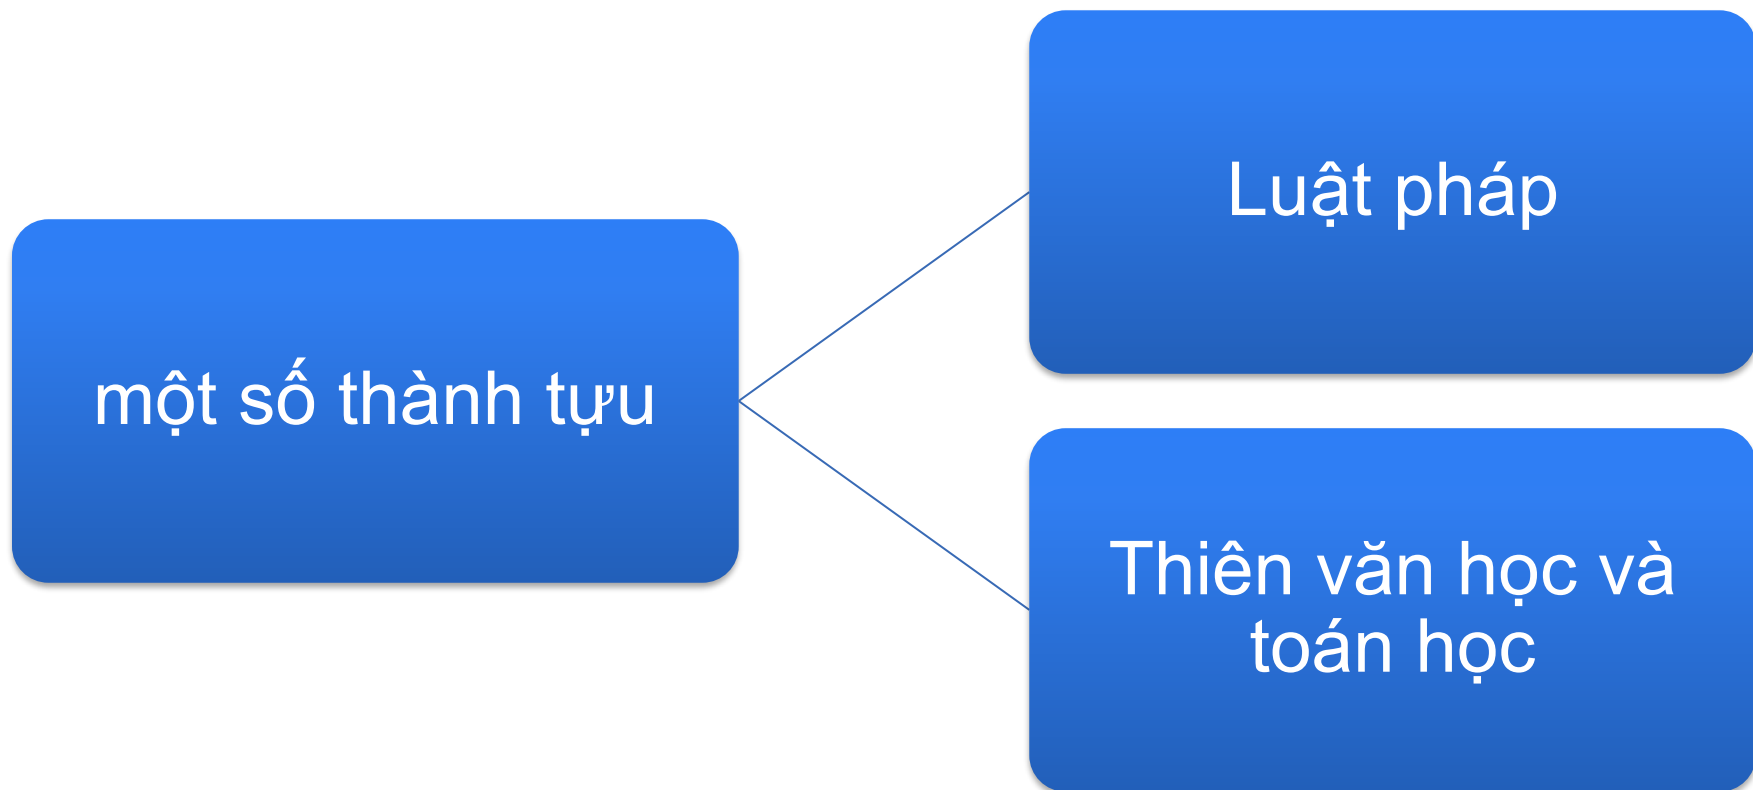 một số thành tựu
Luật pháp
Thiên văn học và
toán học